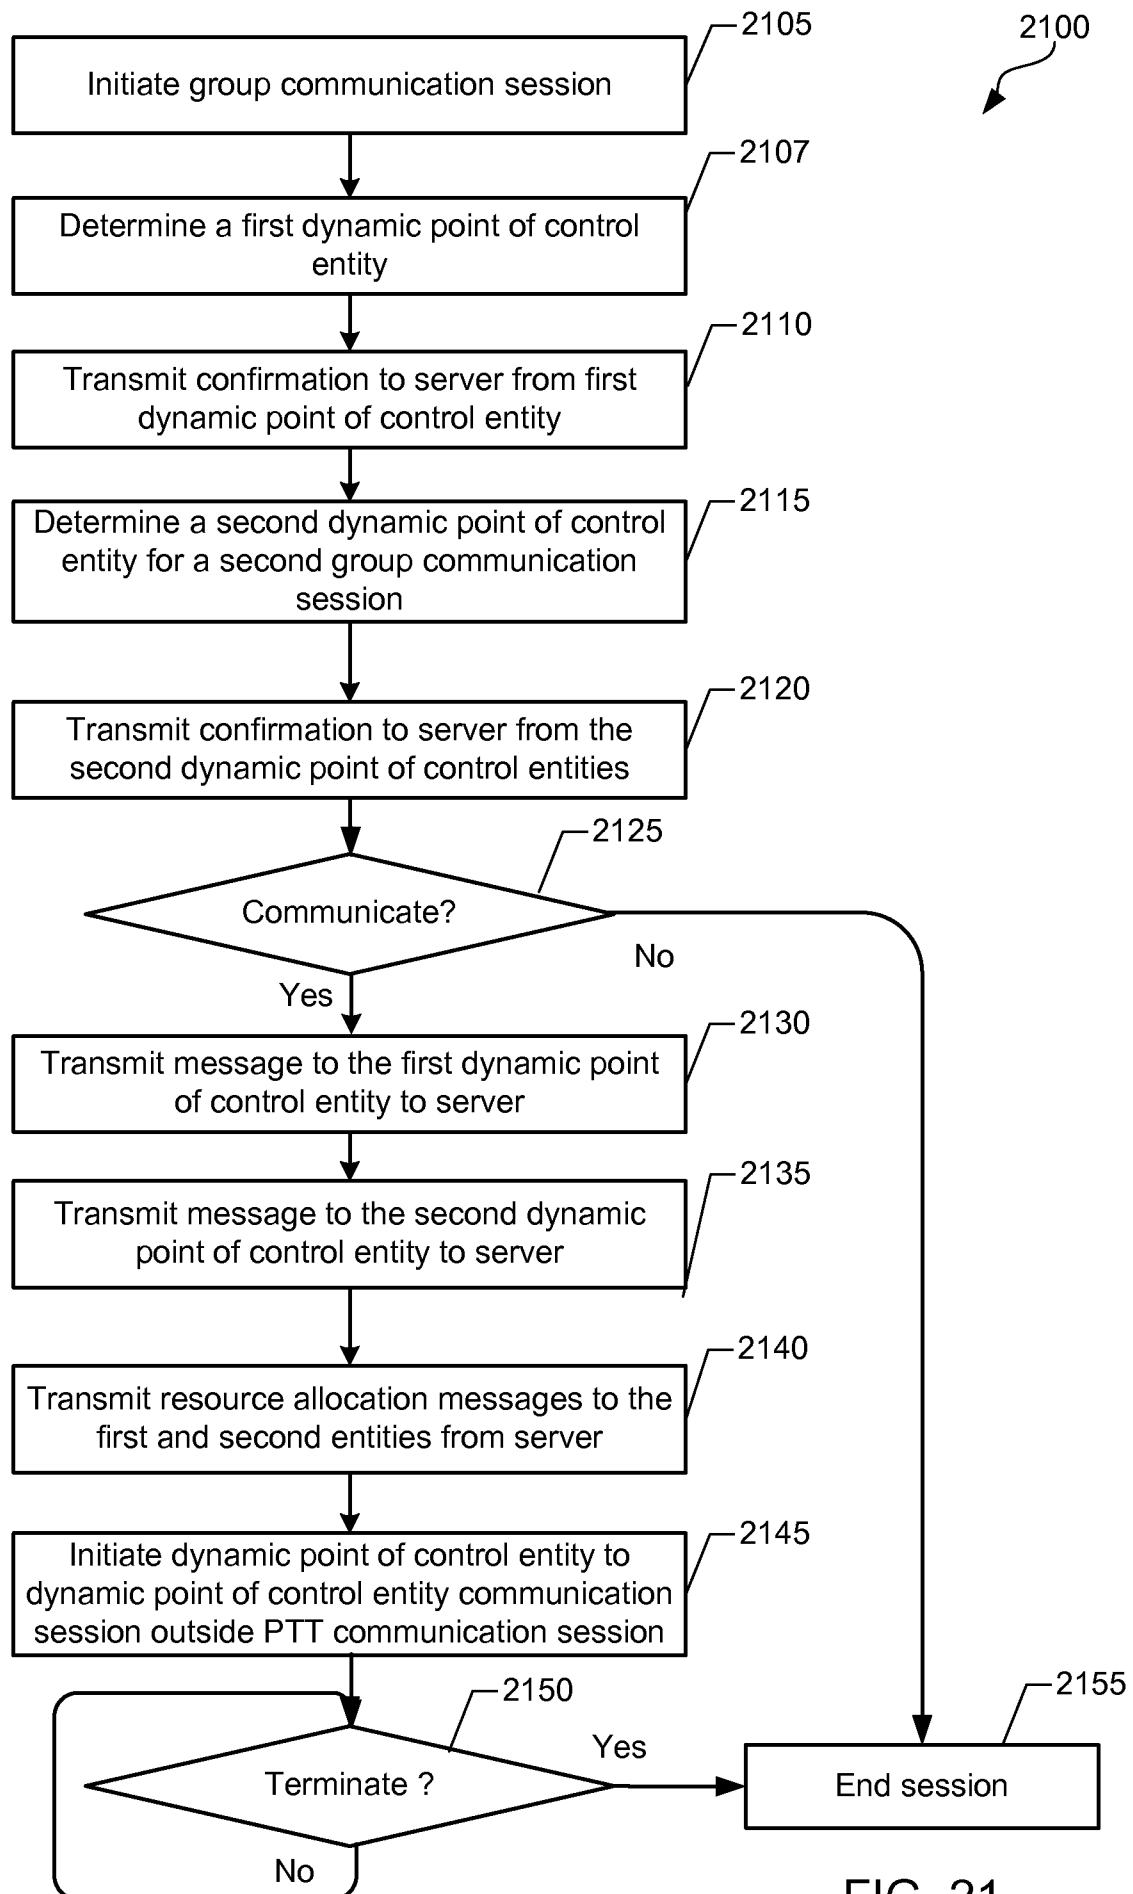 2105
2100
Initiate group communication session
2107
Determine a first dynamic point of control
entity
2110
Transmit confirmation to server from first
dynamic point of control entity
2115
Determine a second dynamic point of control
entity for a second group communication
session
2120
Transmit confirmation to server from the
second dynamic point of control entities
2125
Communicate?
No
Yes
2130
Transmit message to the first dynamic point
of control entity to server
2135
Transmit message to the second dynamic
point of control entity to server
2140
Transmit resource allocation messages to the
first and second entities from server
2145
Initiate dynamic point of control entity to
dynamic point of control entity communication
session outside PTT communication session
2150
2155
Yes
Terminate ?
End session
No
FIG. 21